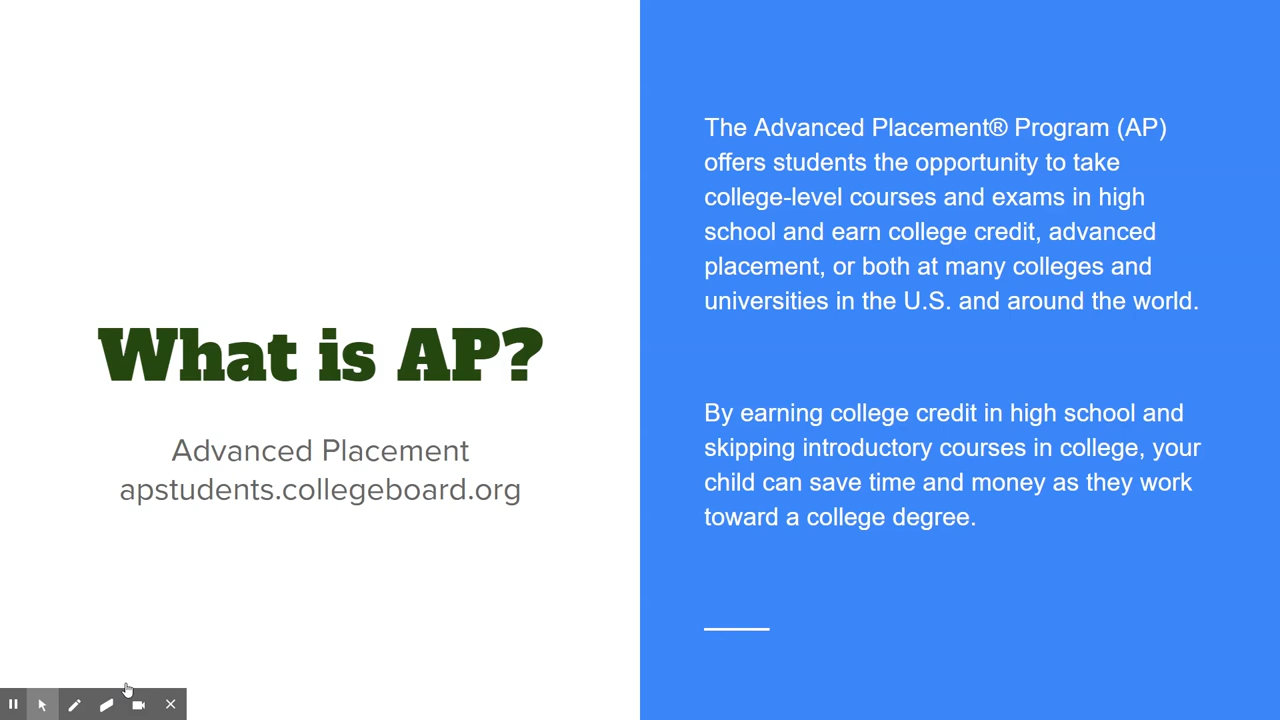 What is AP?
Advanced Placement
apstudents.collegeboard.org
The Advanced Placement® Program (AP)
offers students the opportunity to take
college-level courses and exams in high
school and earn college credit, advanced
placement, or both at many colleges and
universities in the U.S. and around the world.
By earning college credit in high school and
skipping introductory courses in college, your
child can save time and money as they work
toward a college degree.